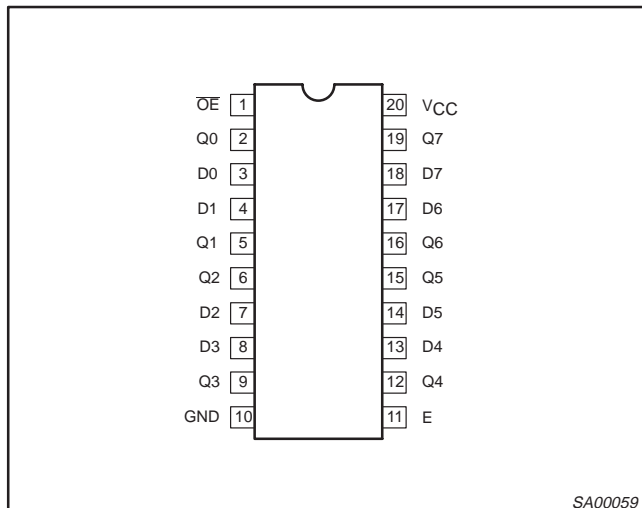 O̅E̅ 1 20 VCC
Q0 2 19 Q7
D0 3 18 D7
D1 4 17 D6
Q1 5 16 Q6
Q2 6 15 Q5
D2 7 14 D5
D3 8 13 D4
Q3 9 12 Q4
GND 10 11 E
SA00059